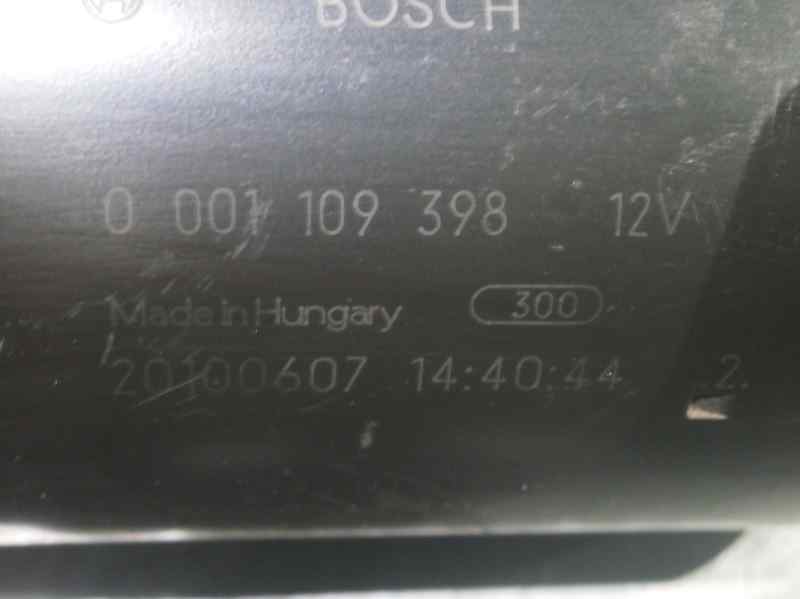 BOSCH
0 001 109 398 12V
Made in Hungary 300
20100607 14:40:44 2.